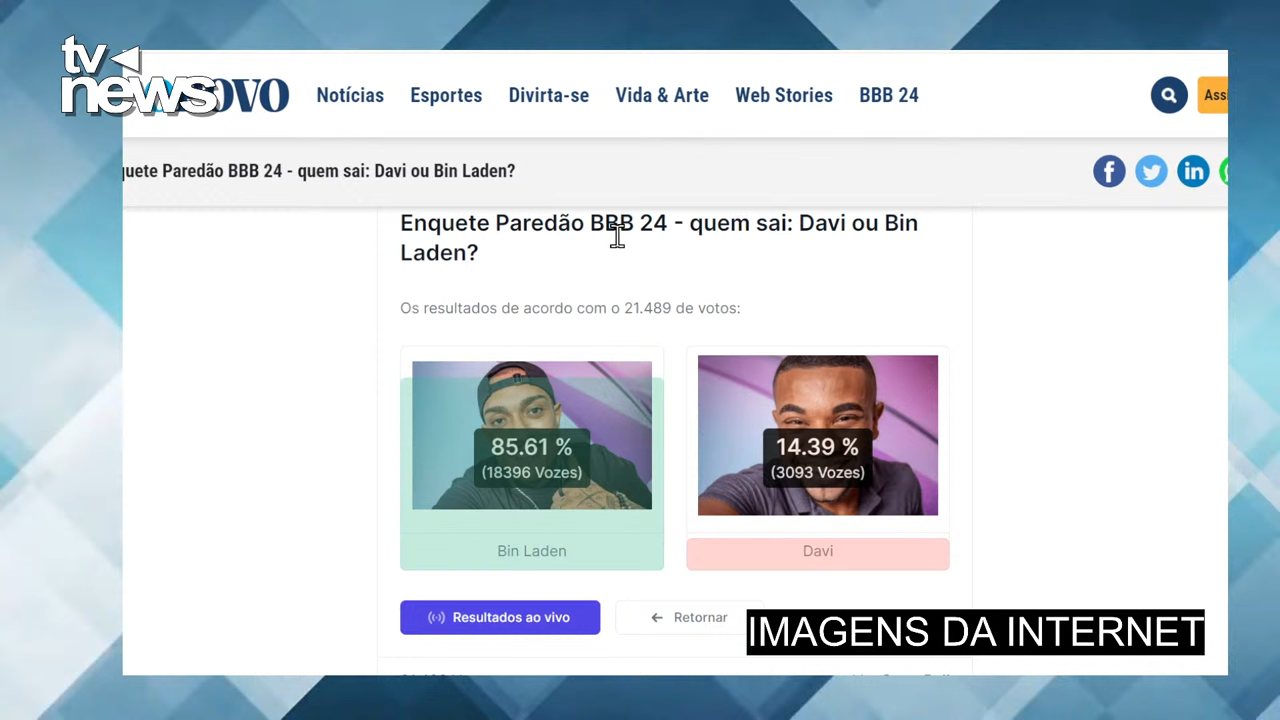 tv
news
OVO
Notícias Esportes Divirta-se Vida & Arte Web Stories BBB 24
Assi
quete Paredão BBB 24 - quem sai: Davi ou Bin Laden?
Enquete Paredão BBB 24 - quem sai: Davi ou Bin
Laden?
Os resultados de acordo com o 21.489 de votos:
85.61 %
(18396 Vozes)
14.39 %
(3093 Vozes)
Bin Laden
Davi
Resultados ao vivo
Retornar
IMAGENS DA INTERNET